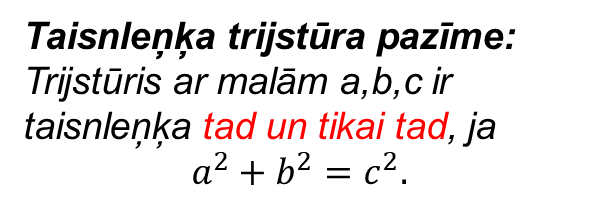 Taisnleņķa trijstūra pazīme:
Trijstūris ar malām a,b,c ir
taisnleņķa tad un tikai tad, ja
a² + b² = c².